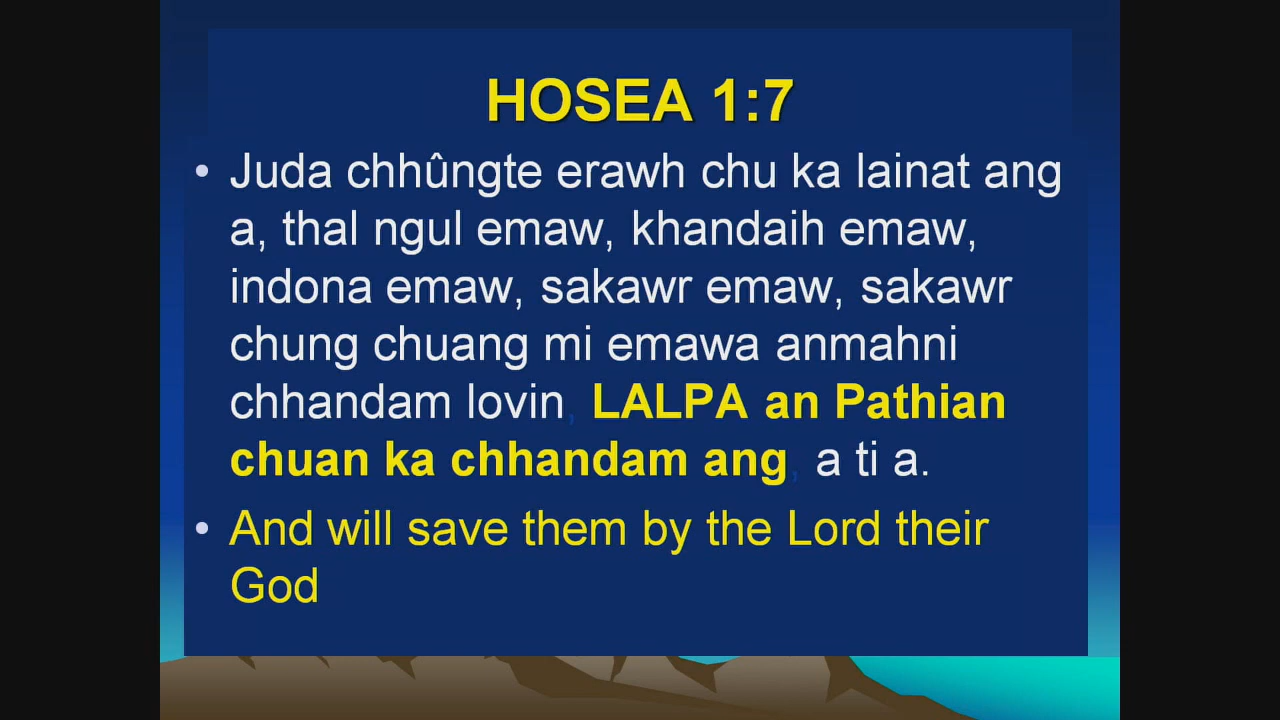 HOSEA 1:7
• Juda chhûngte erawh chu ka lainat ang
a, thal ngul emaw, khandaih emaw,
indona emaw, sakawr emaw, sakawr
chung chuang mi emawa anmahni
chhandam lovin, LALPA an Pathian
chuan ka chhandam ang, a ti a.
• And will save them by the Lord their
God